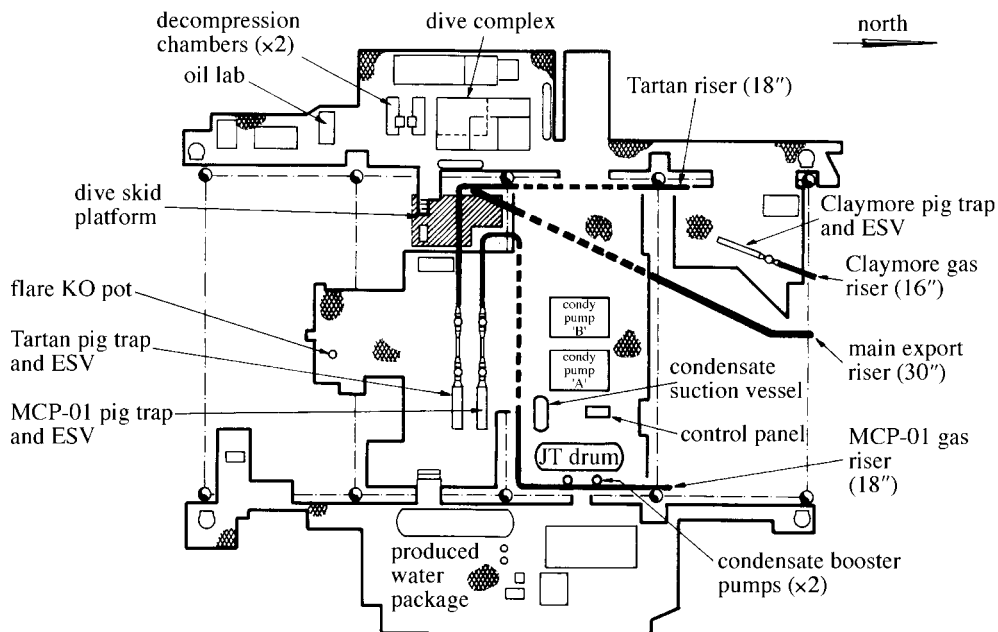 decompression
chambers (×2)
oil lab
dive complex
north
Tartan riser (18″)
dive skid
platform
Claymore pig trap
and ESV
Claymore gas
riser (16″)
flare KO pot
Tartan pig trap
and ESV
MCP-01 pig trap
and ESV
condy
pump
'B'
condy
pump
'A'
main export
riser (30″)
condensate
suction vessel
control panel
JT drum
MCP-01 gas
riser
(18″)
produced
water
package
condensate booster
pumps (×2)